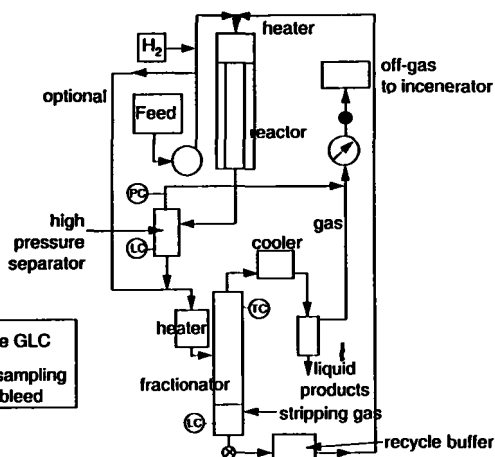 heater
H2
off-gas
to incenerator
optional
Feed
reactor
PC
gas
high
pressure
separator
LC
cooler
heater
TC
e GLC
sampling
bleed
fractionator
liquid
products
stripping gas
LC
recycle buffer